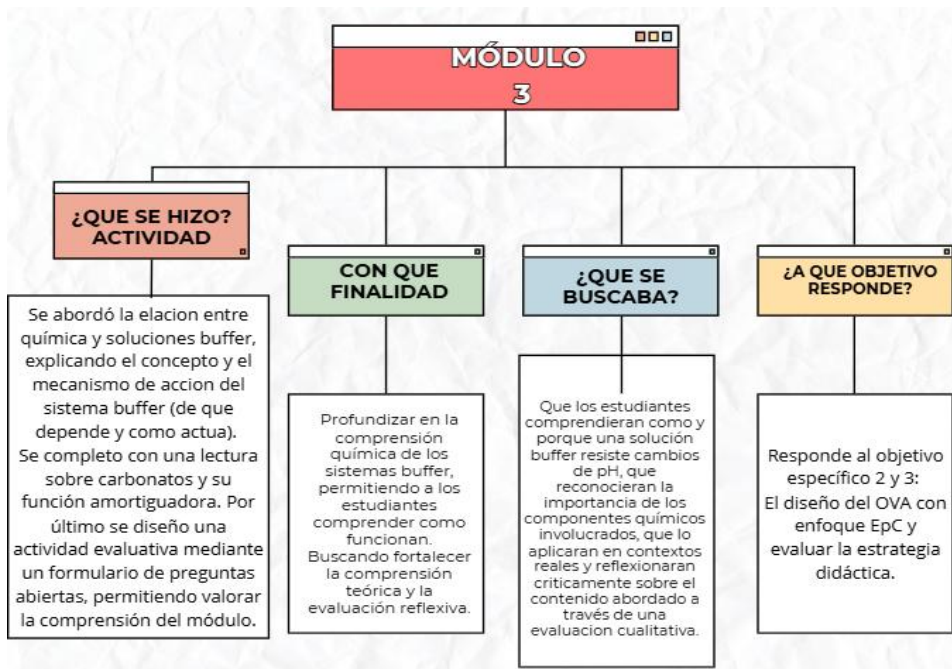 MÓDULO
3
¿QUE SE HIZO?
ACTIVIDAD
Se abordó la elacion entre
química y soluciones buffer,
explicando el concepto y el
mecanismo de accion del
sistema buffer (de que
depende y como actua).
Se completo con una lectura
sobre carbonatos y su
función amortiguadora. Por
último se diseño una
actividad evaluativa mediante
un formulario de preguntas
abiertas, permitiendo valorar
la comprensión del módulo.
CON QUE
FINALIDAD
Profundizar en la
comprensión
química de los
sistemas buffer,
permitiendo a los
estudiantes
comprender como
funcionan.
Buscando fortalecer
la comprensión
teórica y la
evaluación reflexiva.
¿QUE SE
BUSCABA?
Que los estudiantes
comprendieran como y
porque una solución
buffer resiste cambios
de pH, que
reconocieran la
importancia de los
componentes químicos
involucrados, que lo
aplicaran en contextos
reales y reflexionaran
criticamente sobre el
contenido abordado a
través de una
evaluacion cualitativa.
¿A QUE OBJETIVO
RESPONDE?
Responde al objetivo
específico 2 y 3:
El diseño del OVA con
enfoque EpC y
evaluar la estrategia
didáctica.